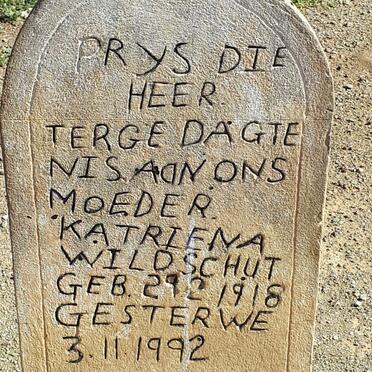 PRYS DIE
HEER
TERGE DAGTE
NIS. AAN ONS
MOEDER.
KATRIENA
WILDSCHUT
GEB. 29 2 1918
GESTERWE
3.11.1992